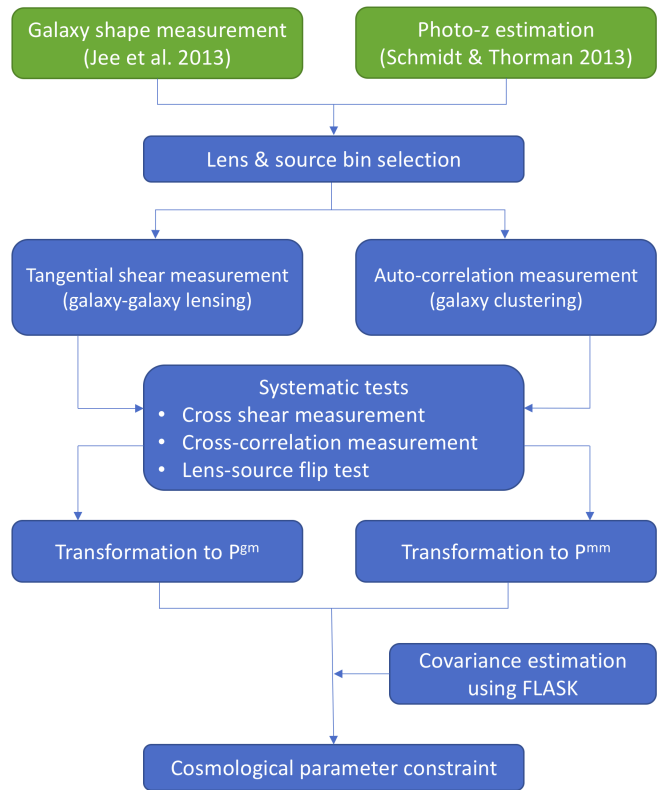 Galaxy shape measurement
(Jee et al. 2013)
Photo-z estimation
(Schmidt & Thorman 2013)
Lens & source bin selection
Tangential shear measurement
(galaxy-galaxy lensing)
Auto-correlation measurement
(galaxy clustering)
Systematic tests
• Cross shear measurement
• Cross-correlation measurement
• Lens-source flip test
Transformation to Pᵍᵐ
Transformation to Pᵐᵐ
Covariance estimation
using FLASK
Cosmological parameter constraint